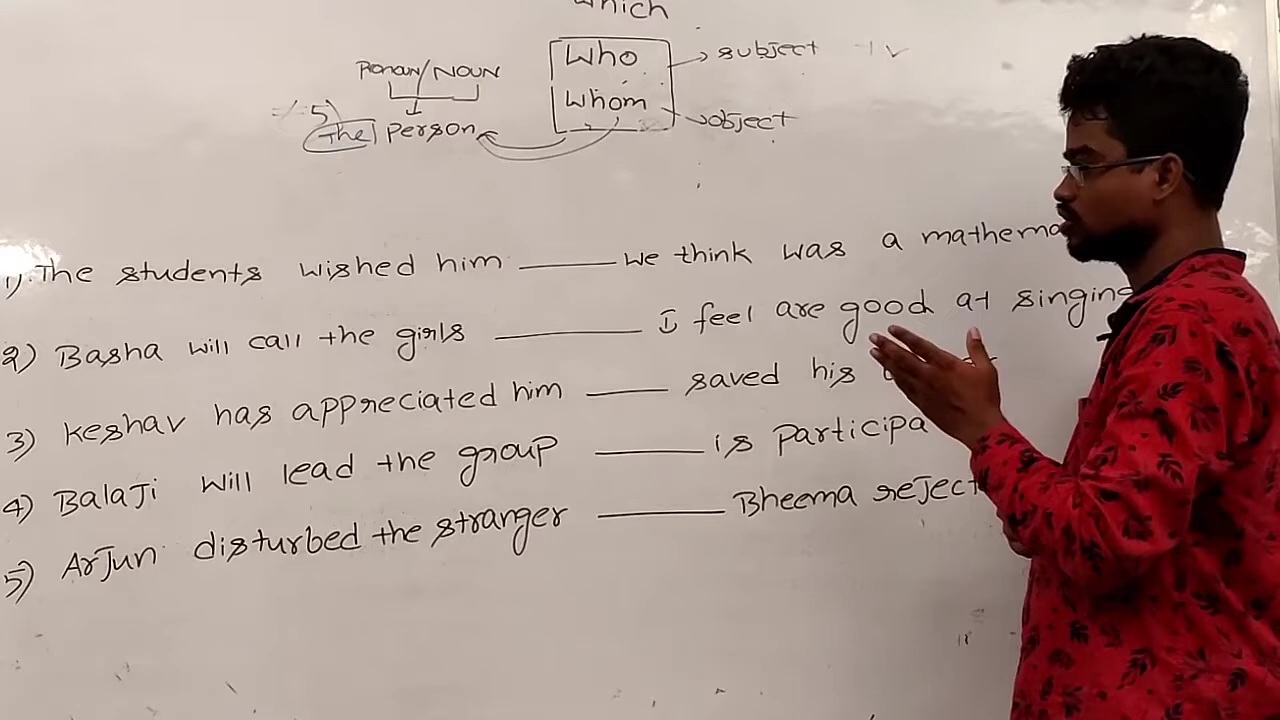 which
who → subject
Pronoun/Noun
whom → object
5)
The person
1). The students wished him ______ we think was a mathema
2) Basha will call the girls ______ I feel are good at singing
3) Keshav has appreciated him ______ saved his
4) BalaJi will lead the group ______ is participa
5) ArJun disturbed the stranger ______ Bheema reJect